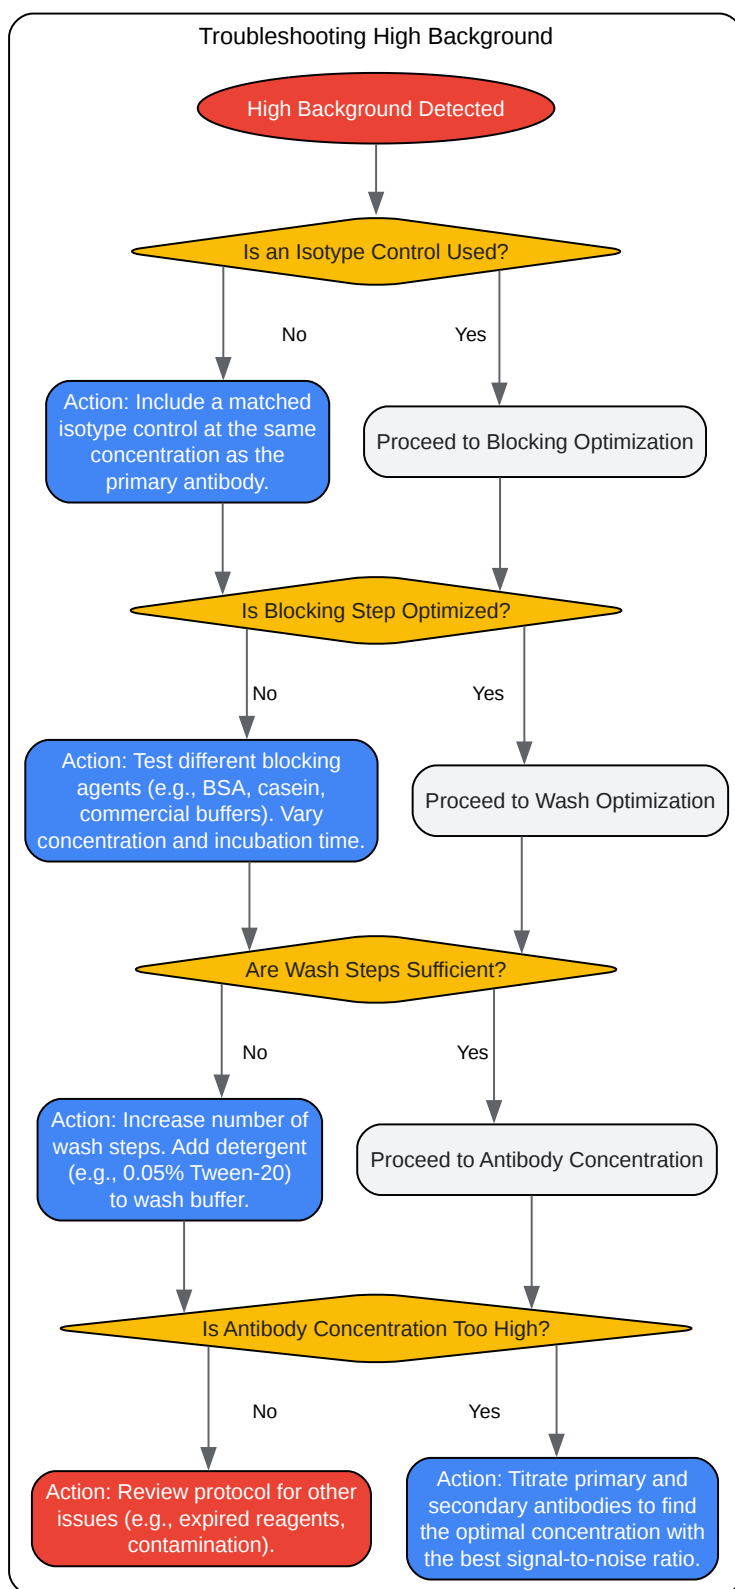 Troubleshooting High Background
High Background Detected
Is an Isotype Control Used?
No
Yes
Action: Include a matched
isotype control at the same
concentration as the
primary antibody.
Proceed to Blocking Optimization
Is Blocking Step Optimized?
No
Yes
Action: Test different blocking
agents (e.g., BSA, casein,
commercial buffers). Vary
concentration and incubation time.
Proceed to Wash Optimization
Are Wash Steps Sufficient?
No
Yes
Action: Increase number of
wash steps. Add detergent
(e.g., 0.05% Tween-20)
to wash buffer.
Proceed to Antibody Concentration
Is Antibody Concentration Too High?
No
Yes
Action: Review protocol for other
issues (e.g., expired reagents,
contamination).
Action: Titrate primary and
secondary antibodies to find
the optimal concentration with
the best signal-to-noise ratio.